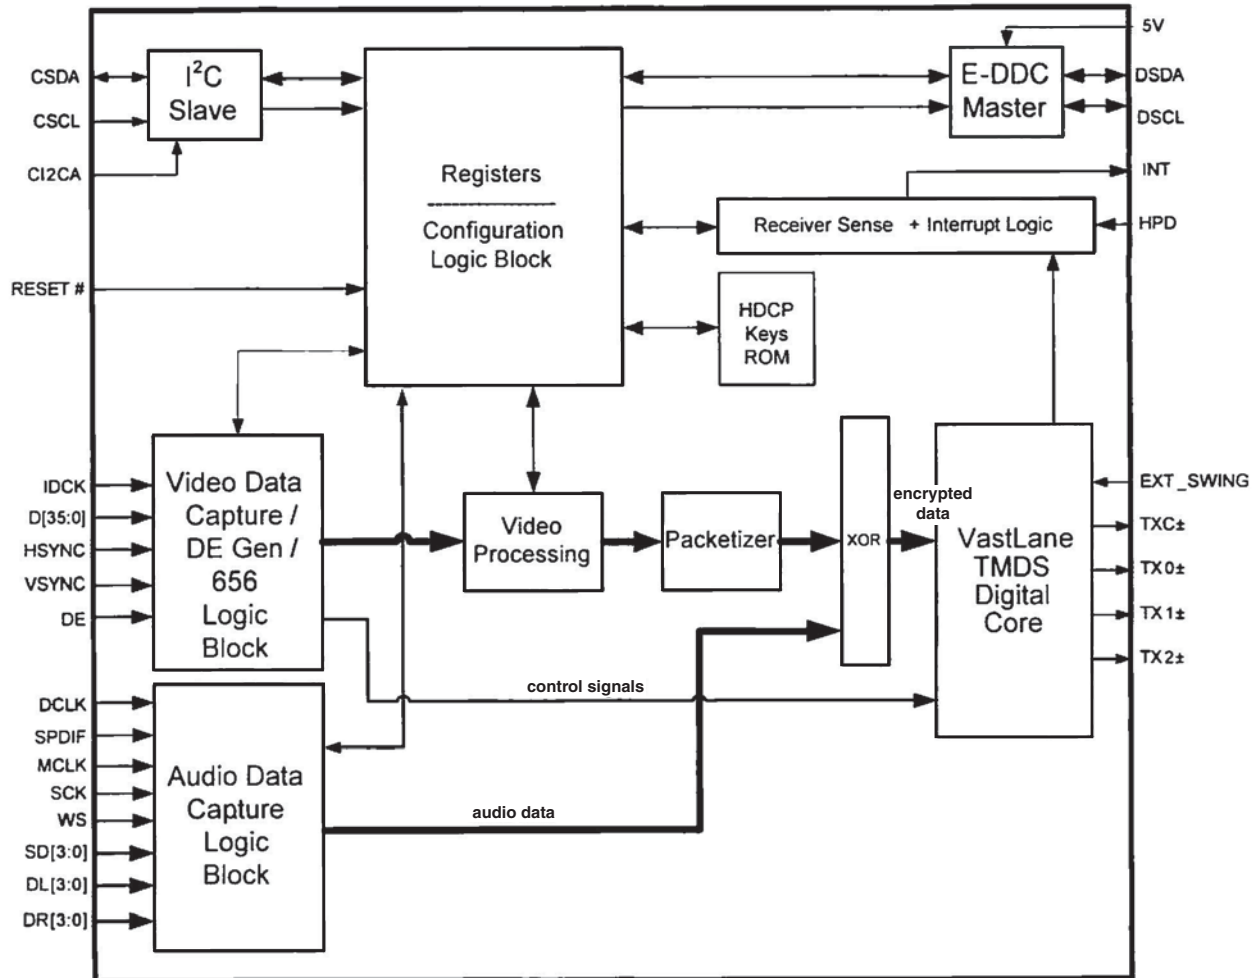 5V
CSDA
I²C
Slave
E-DDC
Master
DSDA
CSCL
DSCL
CI2CA
INT
Registers
Configuration
Logic Block
Receiver Sense + Interrupt Logic
HPD
RESET #
HDCP
Keys
ROM
IDCK
D[35:0]
HSYNC
VSYNC
DE
Video Data
Capture /
DE Gen /
656
Logic
Block
Video
Processing
Packetizer
XOR
encrypted
data
VastLane
TMDS
Digital
Core
EXT_SWING
TXC±
TX0±
TX1±
TX2±
control signals
DCLK
SPDIF
MCLK
SCK
WS
SD[3:0]
DL[3:0]
DR[3:0]
Audio Data
Capture
Logic
Block
audio data